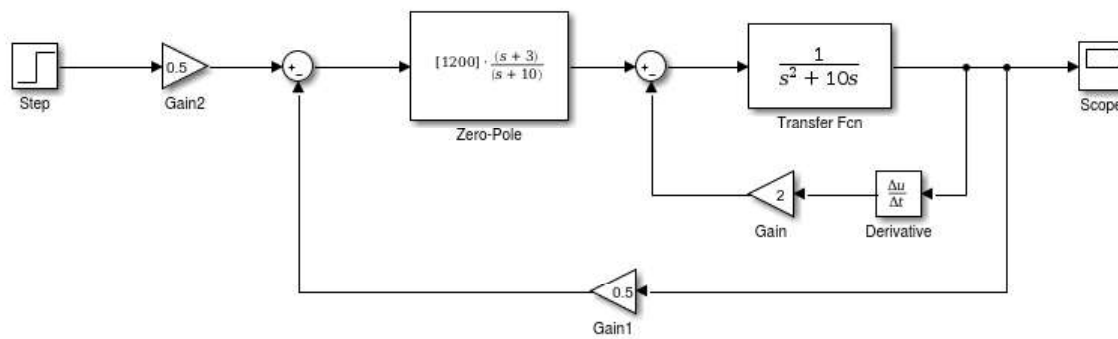 Step
0.5
Gain2
+
−
[1200] · (s + 3)
(s + 10)
Zero-Pole
+
−
1
s² + 10s
Transfer Fcn
Scope
2
Gain
Δu
Δt
Derivative
0.5
Gain1